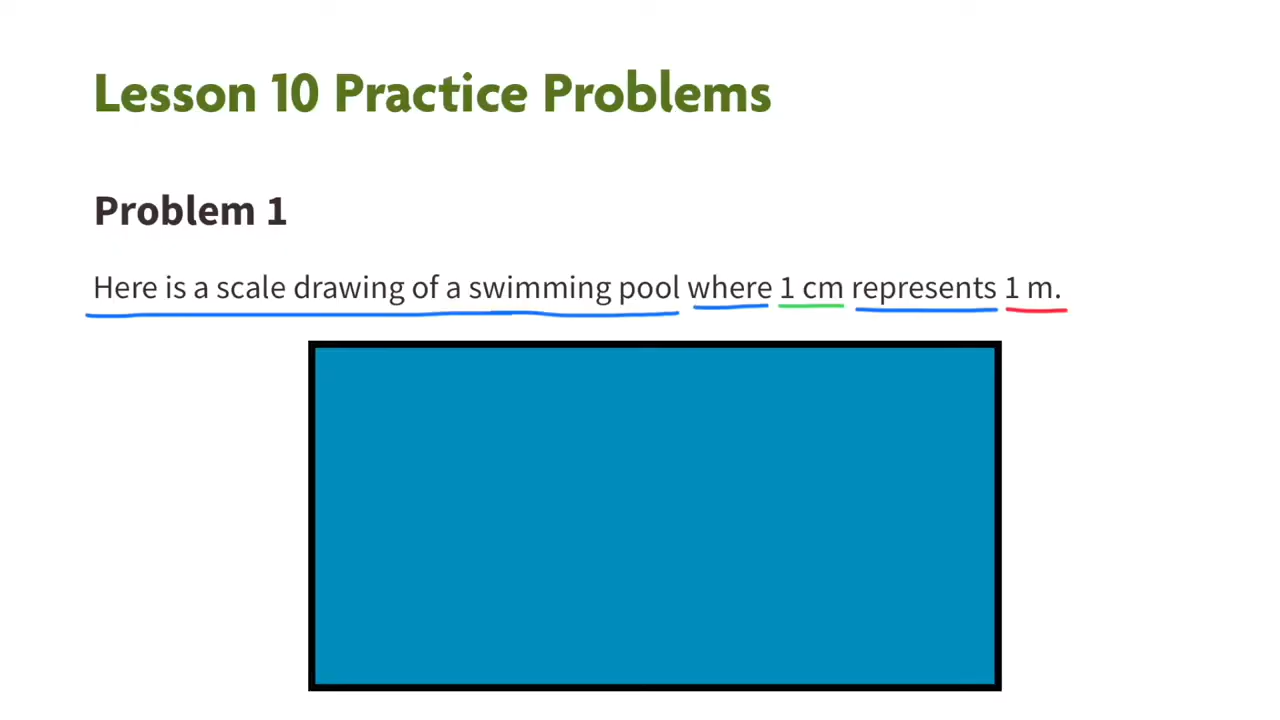 Lesson 10 Practice Problems
Problem 1
Here is a scale drawing of a swimming pool where 1 cm represents 1 m.